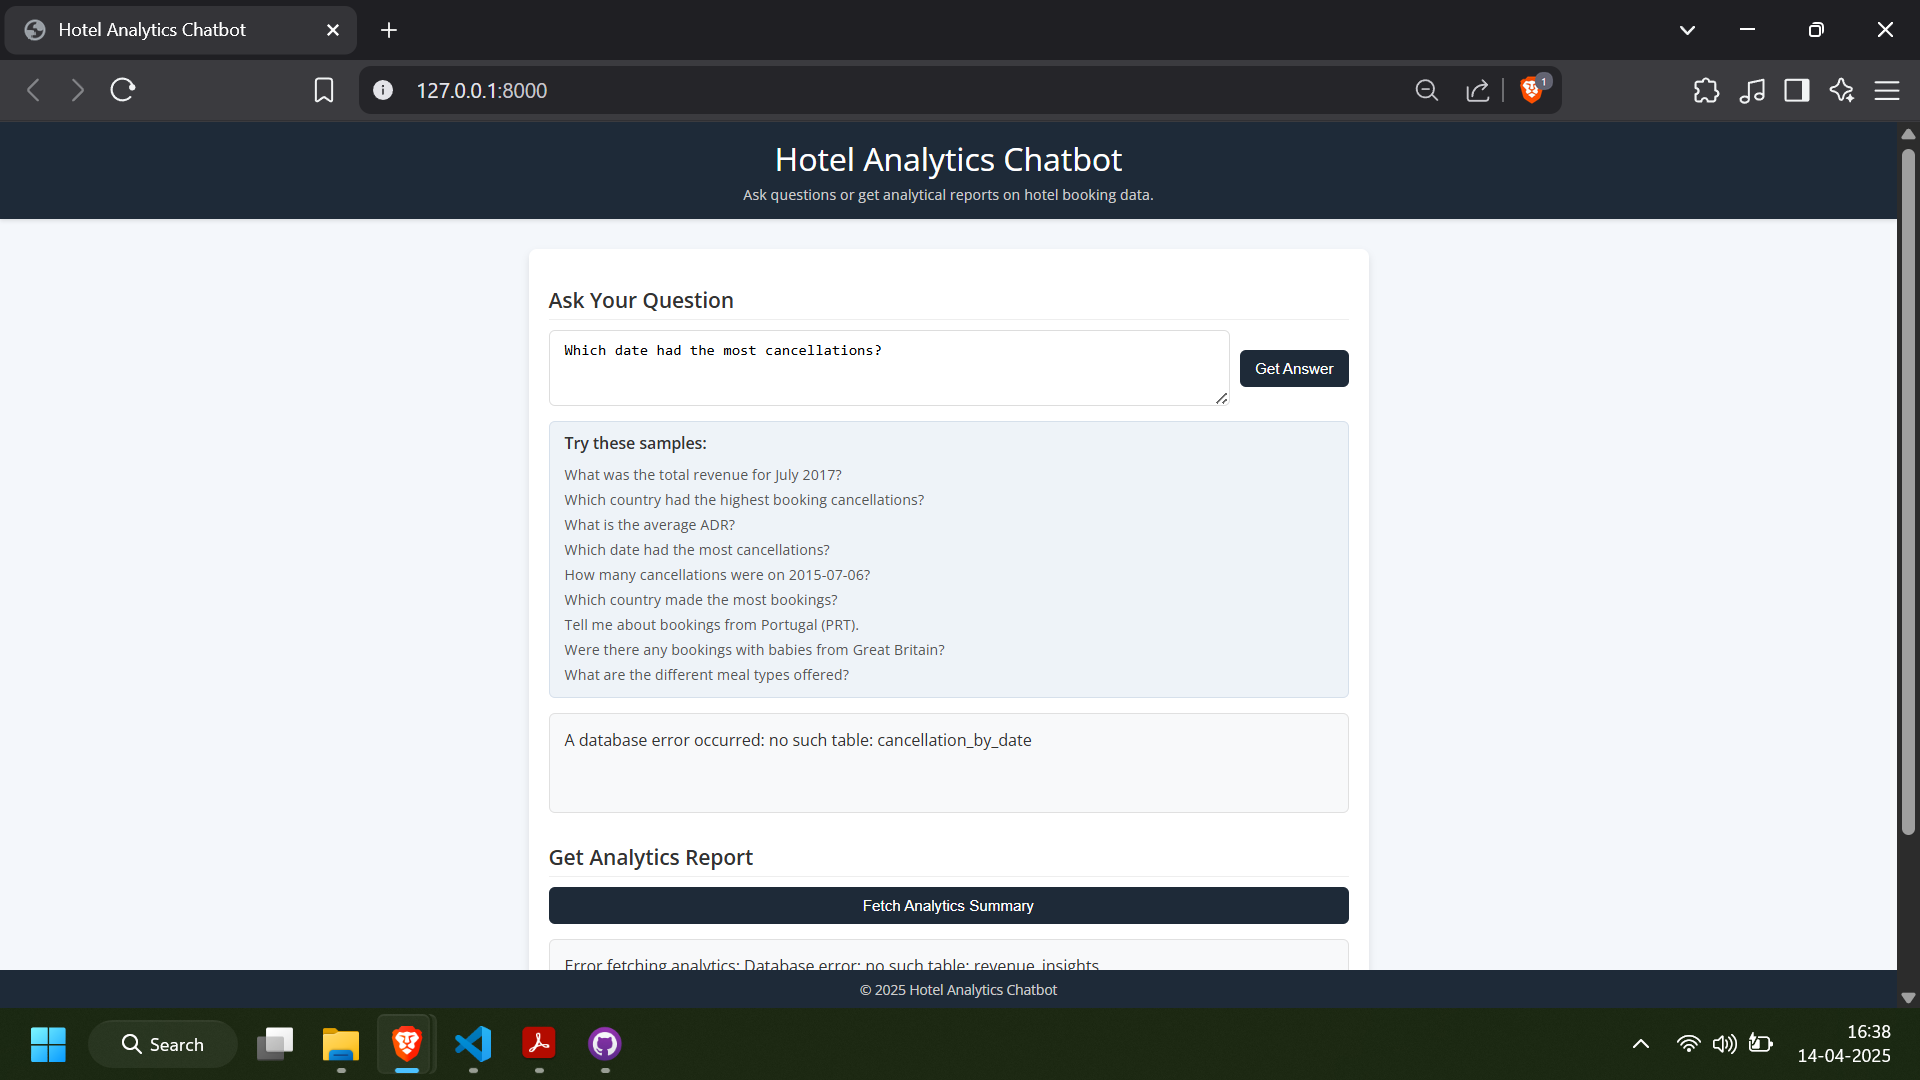 Hotel Analytics Chatbot
127.0.0.1:8000
1
Hotel Analytics Chatbot
Ask questions or get analytical reports on hotel booking data.
Ask Your Question
Which date had the most cancellations?
Get Answer
Try these samples:
What was the total revenue for July 2017?
Which country had the highest booking cancellations?
What is the average ADR?
Which date had the most cancellations?
How many cancellations were on 2015-07-06?
Which country made the most bookings?
Tell me about bookings from Portugal (PRT).
Were there any bookings with babies from Great Britain?
What are the different meal types offered?
A database error occurred: no such table: cancellation_by_date
Get Analytics Report
Fetch Analytics Summary
Error fetching analytics: Database error: no such table: revenue_insights
© 2025 Hotel Analytics Chatbot
Search
16:38
14-04-2025